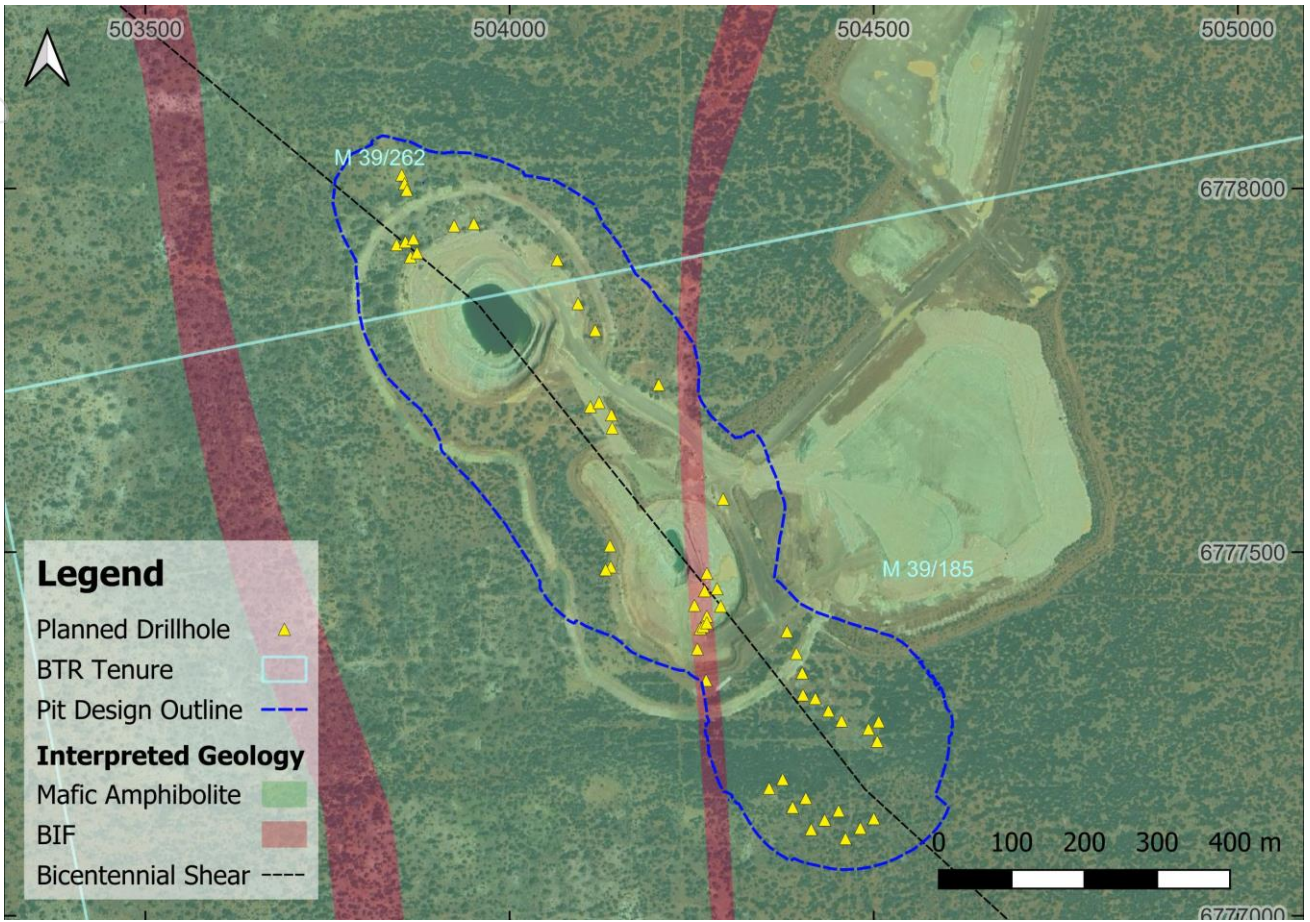 503500
504000
504500
505000
M 39/262
6778000
6777500
M 39/185
Legend
Planned Drillhole
BTR Tenure
Pit Design Outline
Interpreted Geology
Mafic Amphibolite
BIF
Bicentennial Shear
0 100 200 300 400 m
6777000